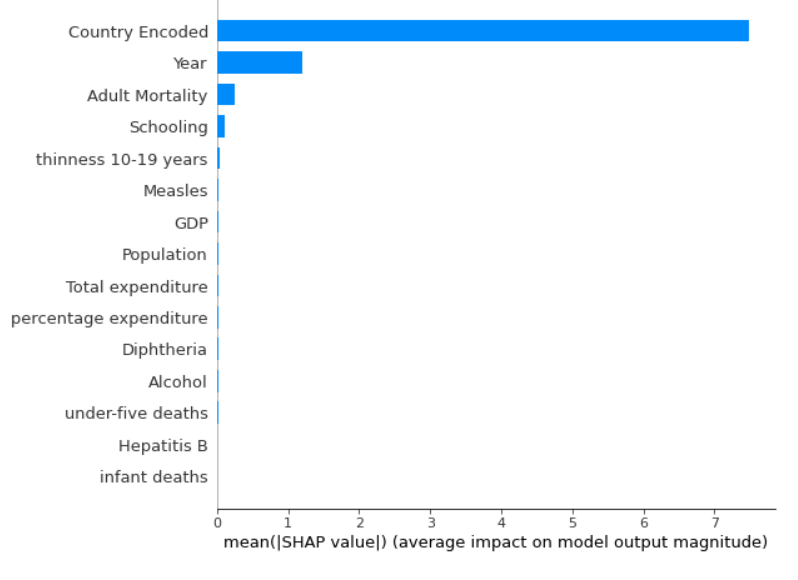 Country Encoded
Year
Adult Mortality
Schooling
thinness 10-19 years
Measles
GDP
Population
Total expenditure
percentage expenditure
Diphtheria
Alcohol
under-five deaths
Hepatitis B
infant deaths
0 1 2 3 4 5 6 7
mean(|SHAP value|) (average impact on model output magnitude)